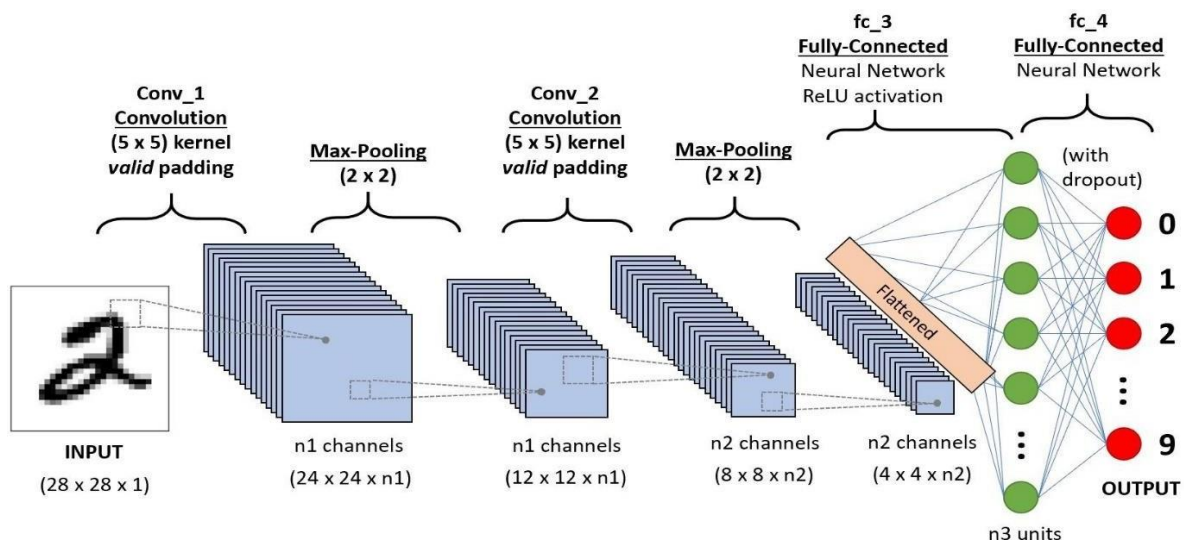 Conv_1
Convolution
(5 x 5) kernel
valid padding
Max-Pooling
(2 x 2)
Conv_2
Convolution
(5 x 5) kernel
valid padding
Max-Pooling
(2 x 2)
fc_3
Fully-Connected
Neural Network
ReLU activation
fc_4
Fully-Connected
Neural Network
(with
dropout)
2
INPUT
(28 x 28 x 1)
n1 channels
(24 x 24 x n1)
n1 channels
(12 x 12 x n1)
n2 channels
(8 x 8 x n2)
n2 channels
(4 x 4 x n2)
Flattened
n3 units
0
1
2
9
OUTPUT